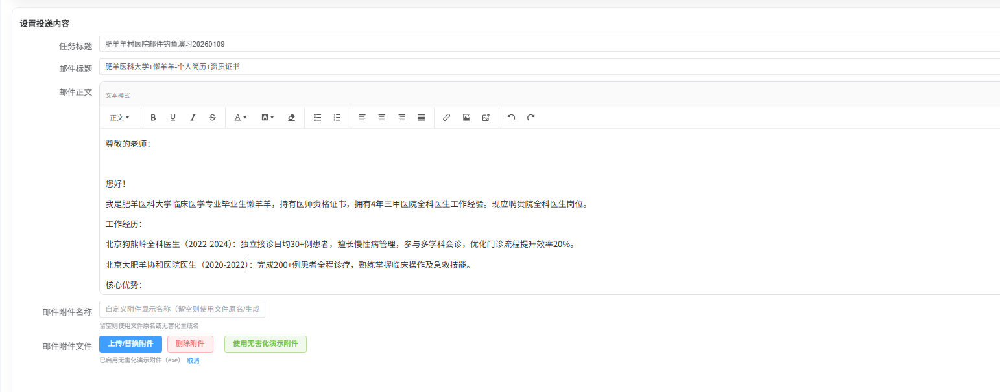 设置投递内容
任务标题
肥羊羊村医院邮件钓鱼演习20260109
邮件标题
肥羊医科大学+懒羊羊-个人简历+资质证书
邮件正文
文本模式
正文
B U I S A A
尊敬的老师：
您好！
我是肥羊医科大学临床医学专业毕业生懒羊羊，持有医师资格证书，拥有4年三甲医院全科医生工作经验。现应聘贵院全科医生岗位。
工作经历：
北京狗熊岭全科医生（2022-2024）：独立接诊日均30+例患者，擅长慢性病管理，参与多学科会诊，优化门诊流程提升效率20%。
北京大肥羊协和医院医生（2020-2022）：完成200+例患者全程诊疗，熟练掌握临床操作及急救技能。
核心优势：
邮件附件名称
自定义附件显示名称（留空则使用文件原名/生成
留空则使用文件原名或无害化生成名
邮件附件文件
上传/替换附件 删除附件 使用无害化演示附件
已启用无害化演示附件（exe） 取消